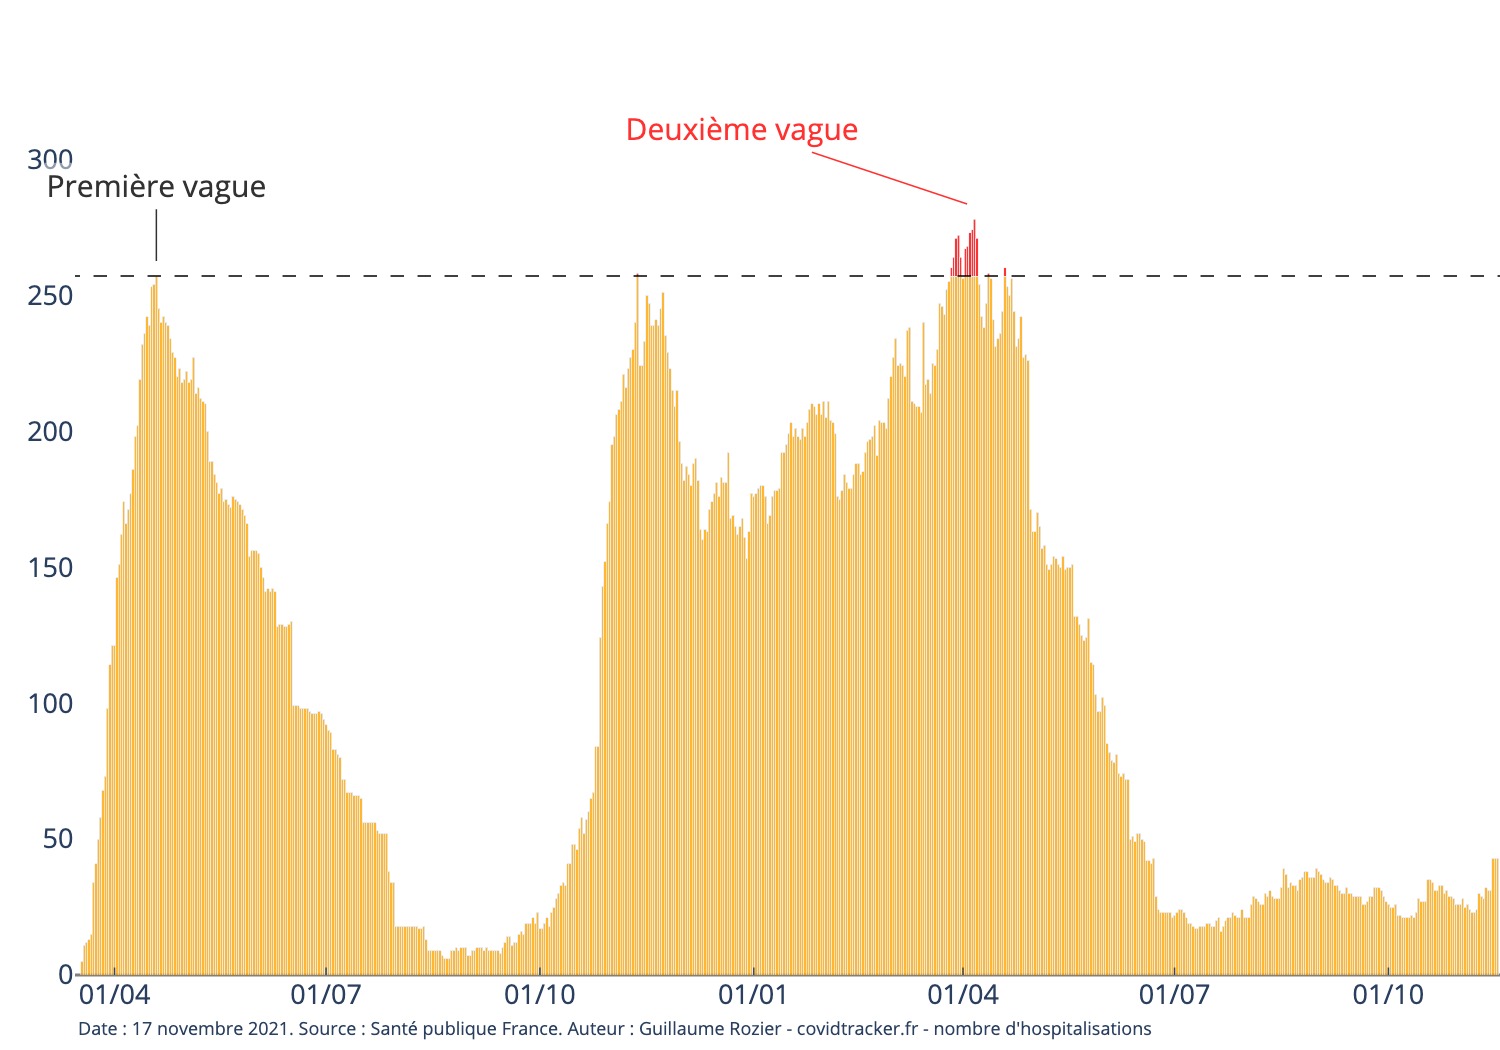 Deuxième vague
300
Première vague
250
200
150
100
50
0
01/04 01/07 01/10 01/01 01/04 01/07 01/10
Date : 17 novembre 2021. Source : Santé publique France. Auteur : Guillaume Rozier - covidtracker.fr - nombre d'hospitalisations